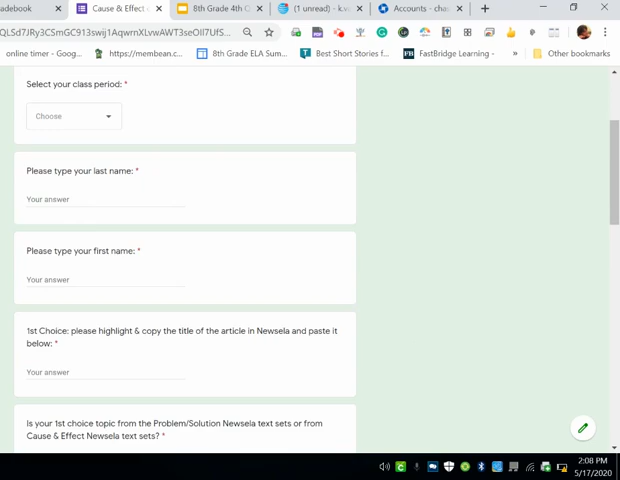 adebook
Cause & Effect
8th Grade 4th Q
(1 unread) - k.w
Accounts - chas
QLSd7JRy3CSmGC913swij1AqwrnXLvwAWT3seOIl7UfS...
online timer - Goog...
https://membean.c...
8th Grade ELA Sum...
Best Short Stories f...
FastBridge Learning -...
»
Other bookmarks
Select your class period: *
Choose
Please type your last name: *
Your answer
Please type your first name: *
Your answer
1st Choice: please highlight & copy the title of the article in Newsela and paste it
below: *
Your answer
Is your 1st choice topic from the Problem/Solution Newsela text sets or from
Cause & Effect Newsela text sets? *
2:08 PM
5/17/2020